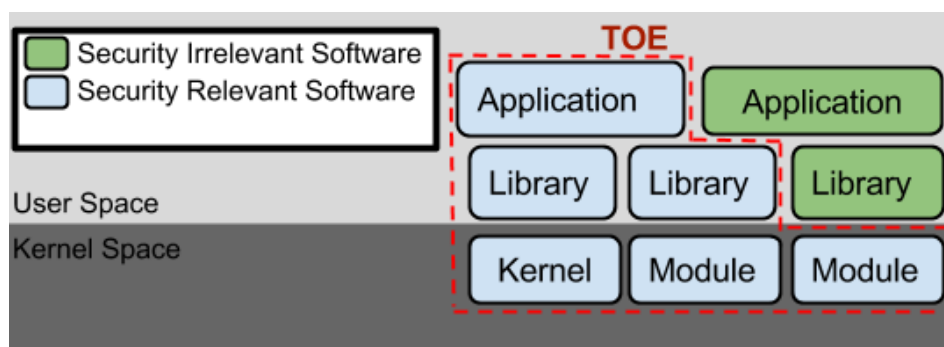 TOE
Security Irrelevant Software
Security Relevant Software
Application
Application
Library
Library
Library
User Space
Kernel Space
Kernel
Module
Module